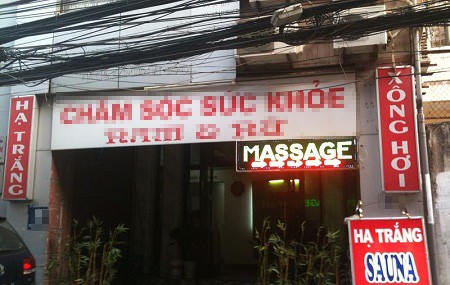 HẠ TRẮNG
CHĂM SÓC SỨC KHỎE
MASSAGE
XÔNG HƠI
HẠ TRẮNG
SAUNA